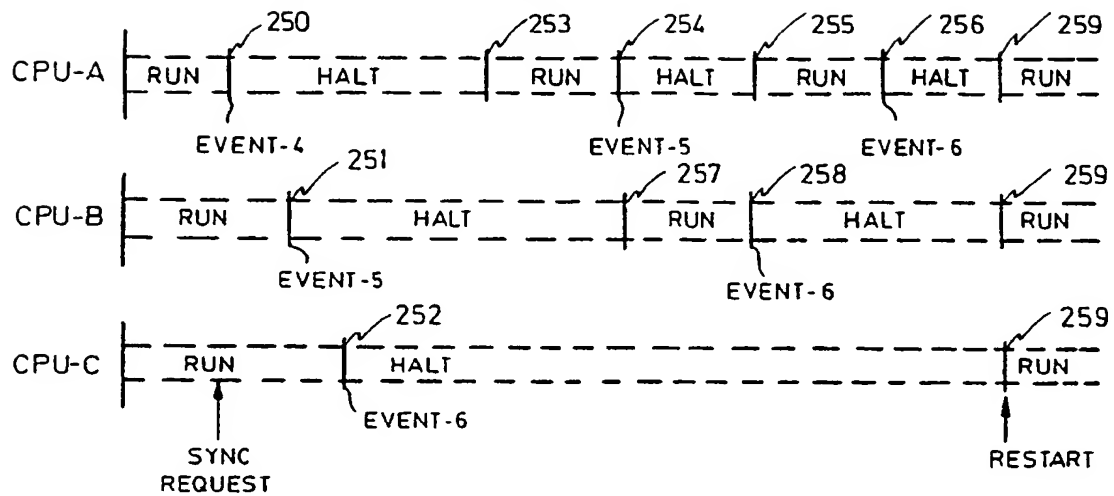 250 253 254 255 256 259
CPU-A RUN HALT RUN HALT RUN HALT RUN
EVENT-4 EVENT-5 EVENT-6
251 257 258 259
CPU-B RUN HALT RUN HALT RUN
EVENT-5 EVENT-6
252 259
CPU-C RUN HALT RUN
EVENT-6
SYNC
REQUEST
RESTART